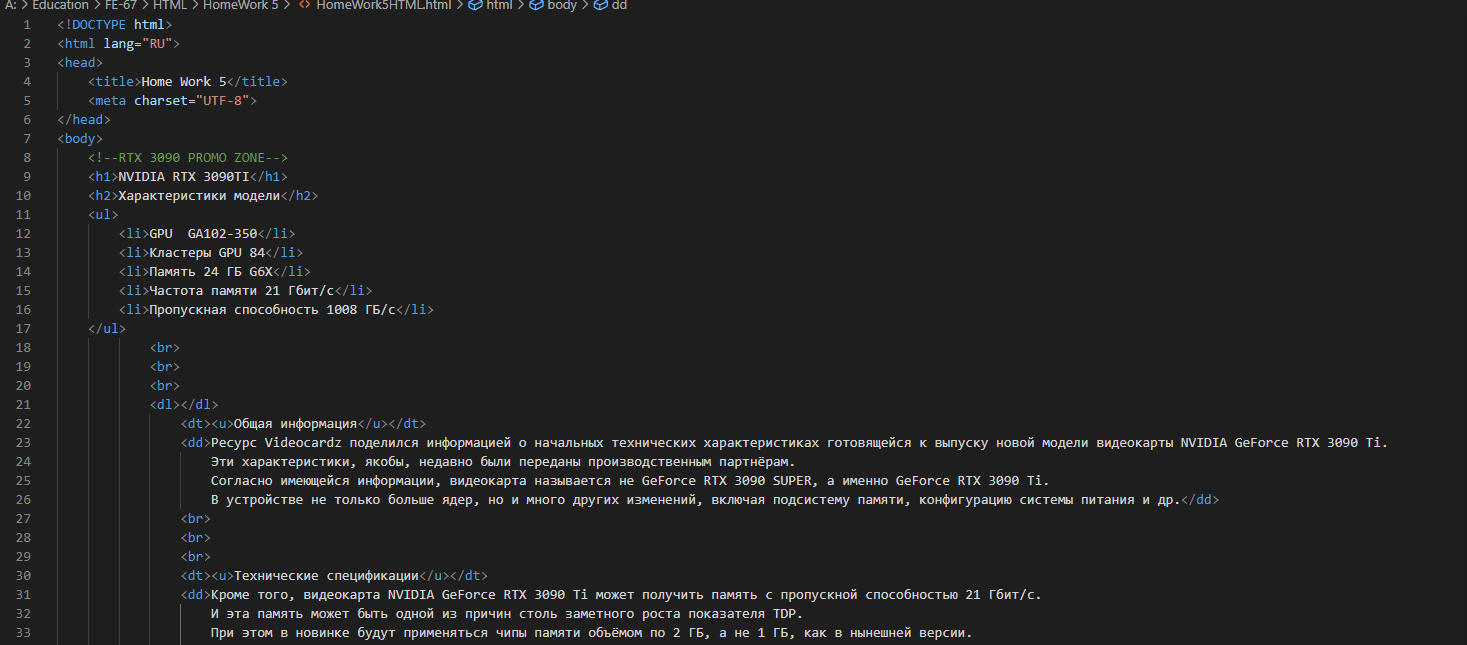 A: > Education > FE-67 > HTML > HomeWork 5 > <> HomeWork5HTML.html > html > body > dd
1 <!DOCTYPE html>
2 <html lang="RU">
3 <head>
4 <title>Home Work 5</title>
5 <meta charset="UTF-8">
6 </head>
7 <body>
8 <!--RTX 3090 PROMO ZONE-->
9 <h1>NVIDIA RTX 3090TI</h1>
10 <h2>Характеристики модели</h2>
11 <ul>
12 <li>GPU  GA102-350</li>
13 <li>Кластеры GPU 84</li>
14 <li>Память 24 ГБ G6X</li>
15 <li>Частота памяти 21 Гбит/с</li>
16 <li>Пропускная способность 1008 ГБ/с</li>
17 </ul>
18 <br>
19 <br>
20 <br>
21 <dl></dl>
22 <dt><u>Общая информация</u></dt>
23 <dd>Ресурс Videocardz поделился информацией о начальных технических характеристиках готовящейся к выпуску новой модели видеокарты NVIDIA GeForce RTX 3090 Ti.
24 Эти характеристики, якобы, недавно были переданы производственным партнёрам.
25 Согласно имеющейся информации, видеокарта называется не GeForce RTX 3090 SUPER, а именно GeForce RTX 3090 Ti.
26 В устройстве не только больше ядер, но и много других изменений, включая подсистему памяти, конфигурацию системы питания и др.</dd>
27 <br>
28 <br>
29 <br>
30 <dt><u>Технические спецификации</u></dt>
31 <dd>Кроме того, видеокарта NVIDIA GeForce RTX 3090 Ti может получить память с пропускной способностью 21 Гбит/с.
32 И эта память может быть одной из причин столь заметного роста показателя TDP.
33 При этом в новинке будут применяться чипы памяти объёмом по 2 ГБ, а не 1 ГБ, как в нынешней версии.